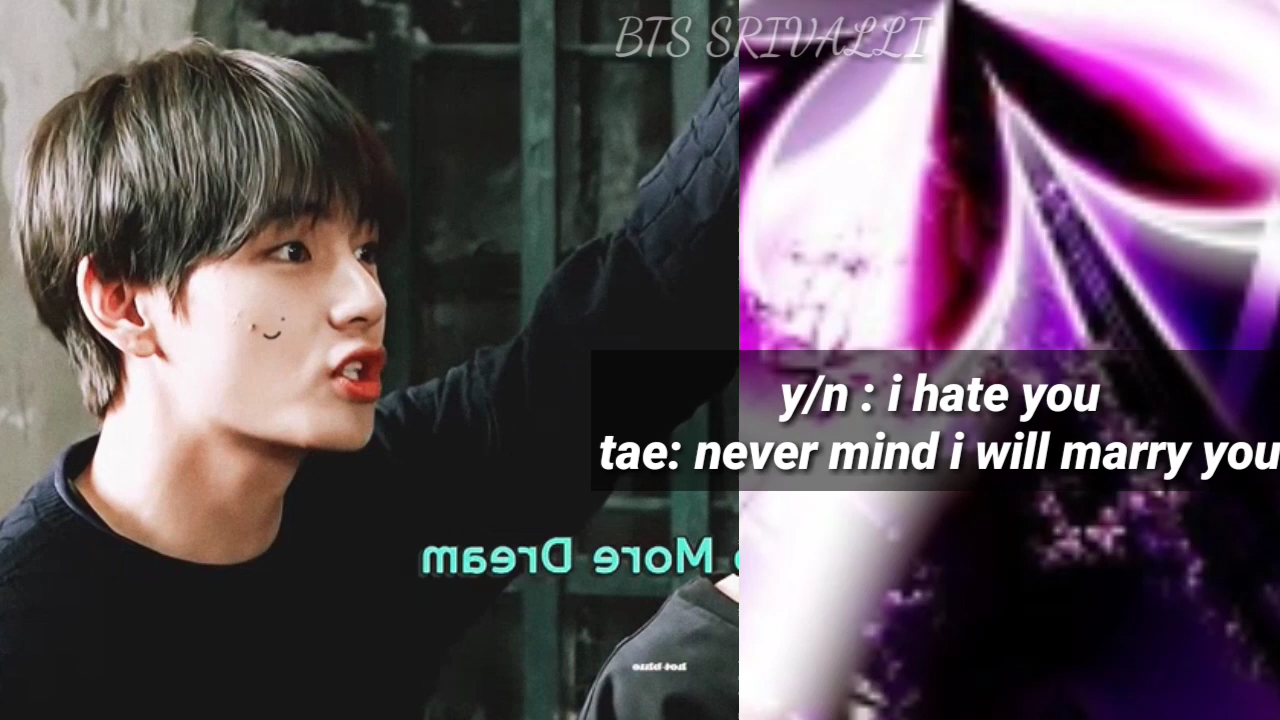 BTS SRIVALLI
y/n : i hate you
tae: never mind i will marry you
More Dream